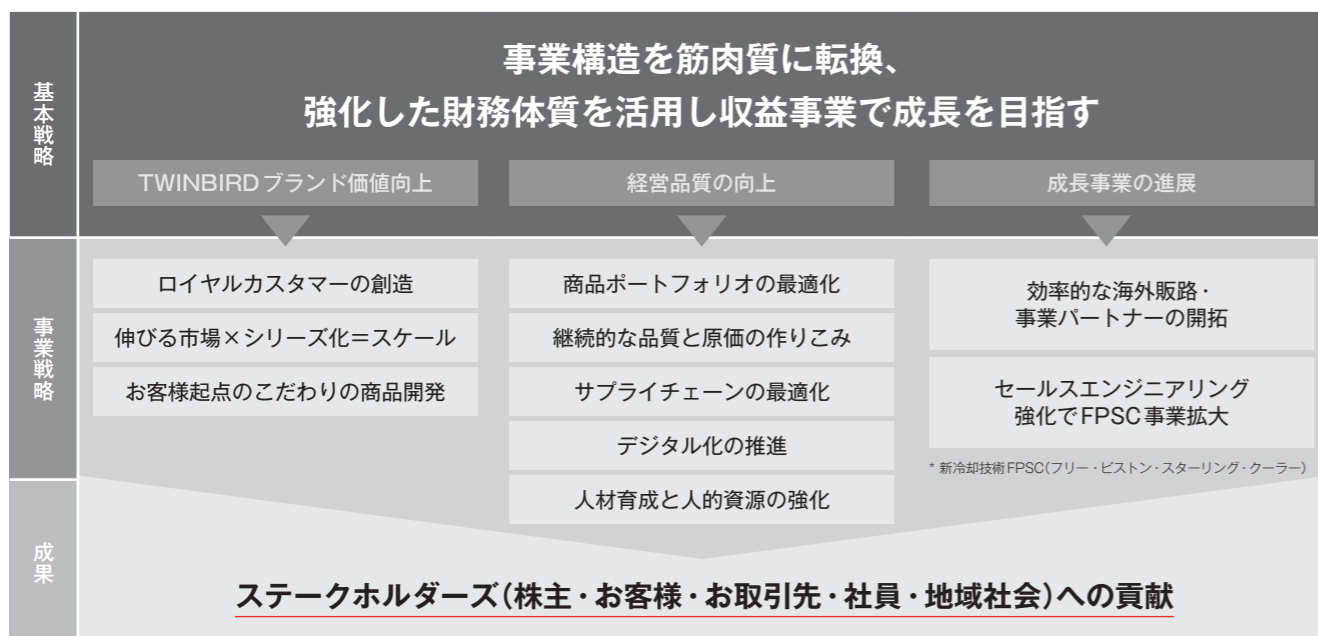 基本戦略
事業構造を筋肉質に転換、
強化した財務体質を活用し収益事業で成長を目指す
TWINBIRDブランド価値向上
経営品質の向上
成長事業の進展
事業戦略
ロイヤルカスタマーの創造
伸びる市場×シリーズ化=スケール
お客様起点のこだわりの商品開発
商品ポートフォリオの最適化
継続的な品質と原価の作りこみ
サプライチェーンの最適化
デジタル化の推進
人材育成と人的資源の強化
効率的な海外販路・
事業パートナーの開拓
セールスエンジニアリング
強化でFPSC事業拡大
* 新冷却技術FPSC(フリー・ピストン・スターリング・クーラー)
成果
ステークホルダーズ(株主・お客様・お取引先・社員・地域社会)への貢献